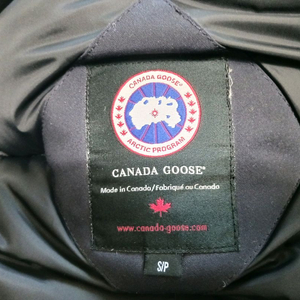 CANADA GOOSE®
ARCTIC PROGRAM
CANADA GOOSE®
Made in Canada/Fabriqué au Canada
www.canada-goose.com
S/P